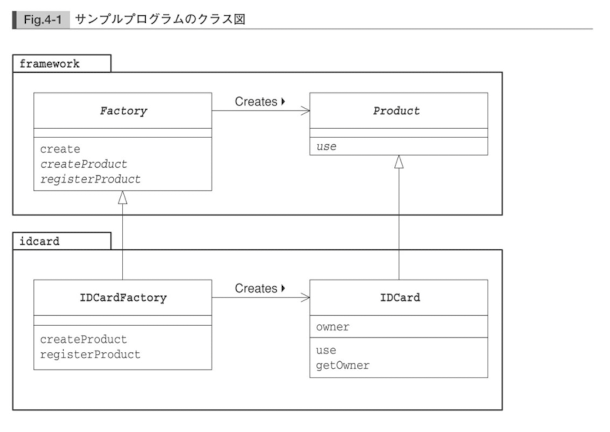 Fig.4-1 サンプルプログラムのクラス図
framework
Factory
Creates
Product
create
createProduct
registerProduct
use
idcard
IDCardFactory
Creates
IDCard
createProduct
registerProduct
owner
use
getOwner